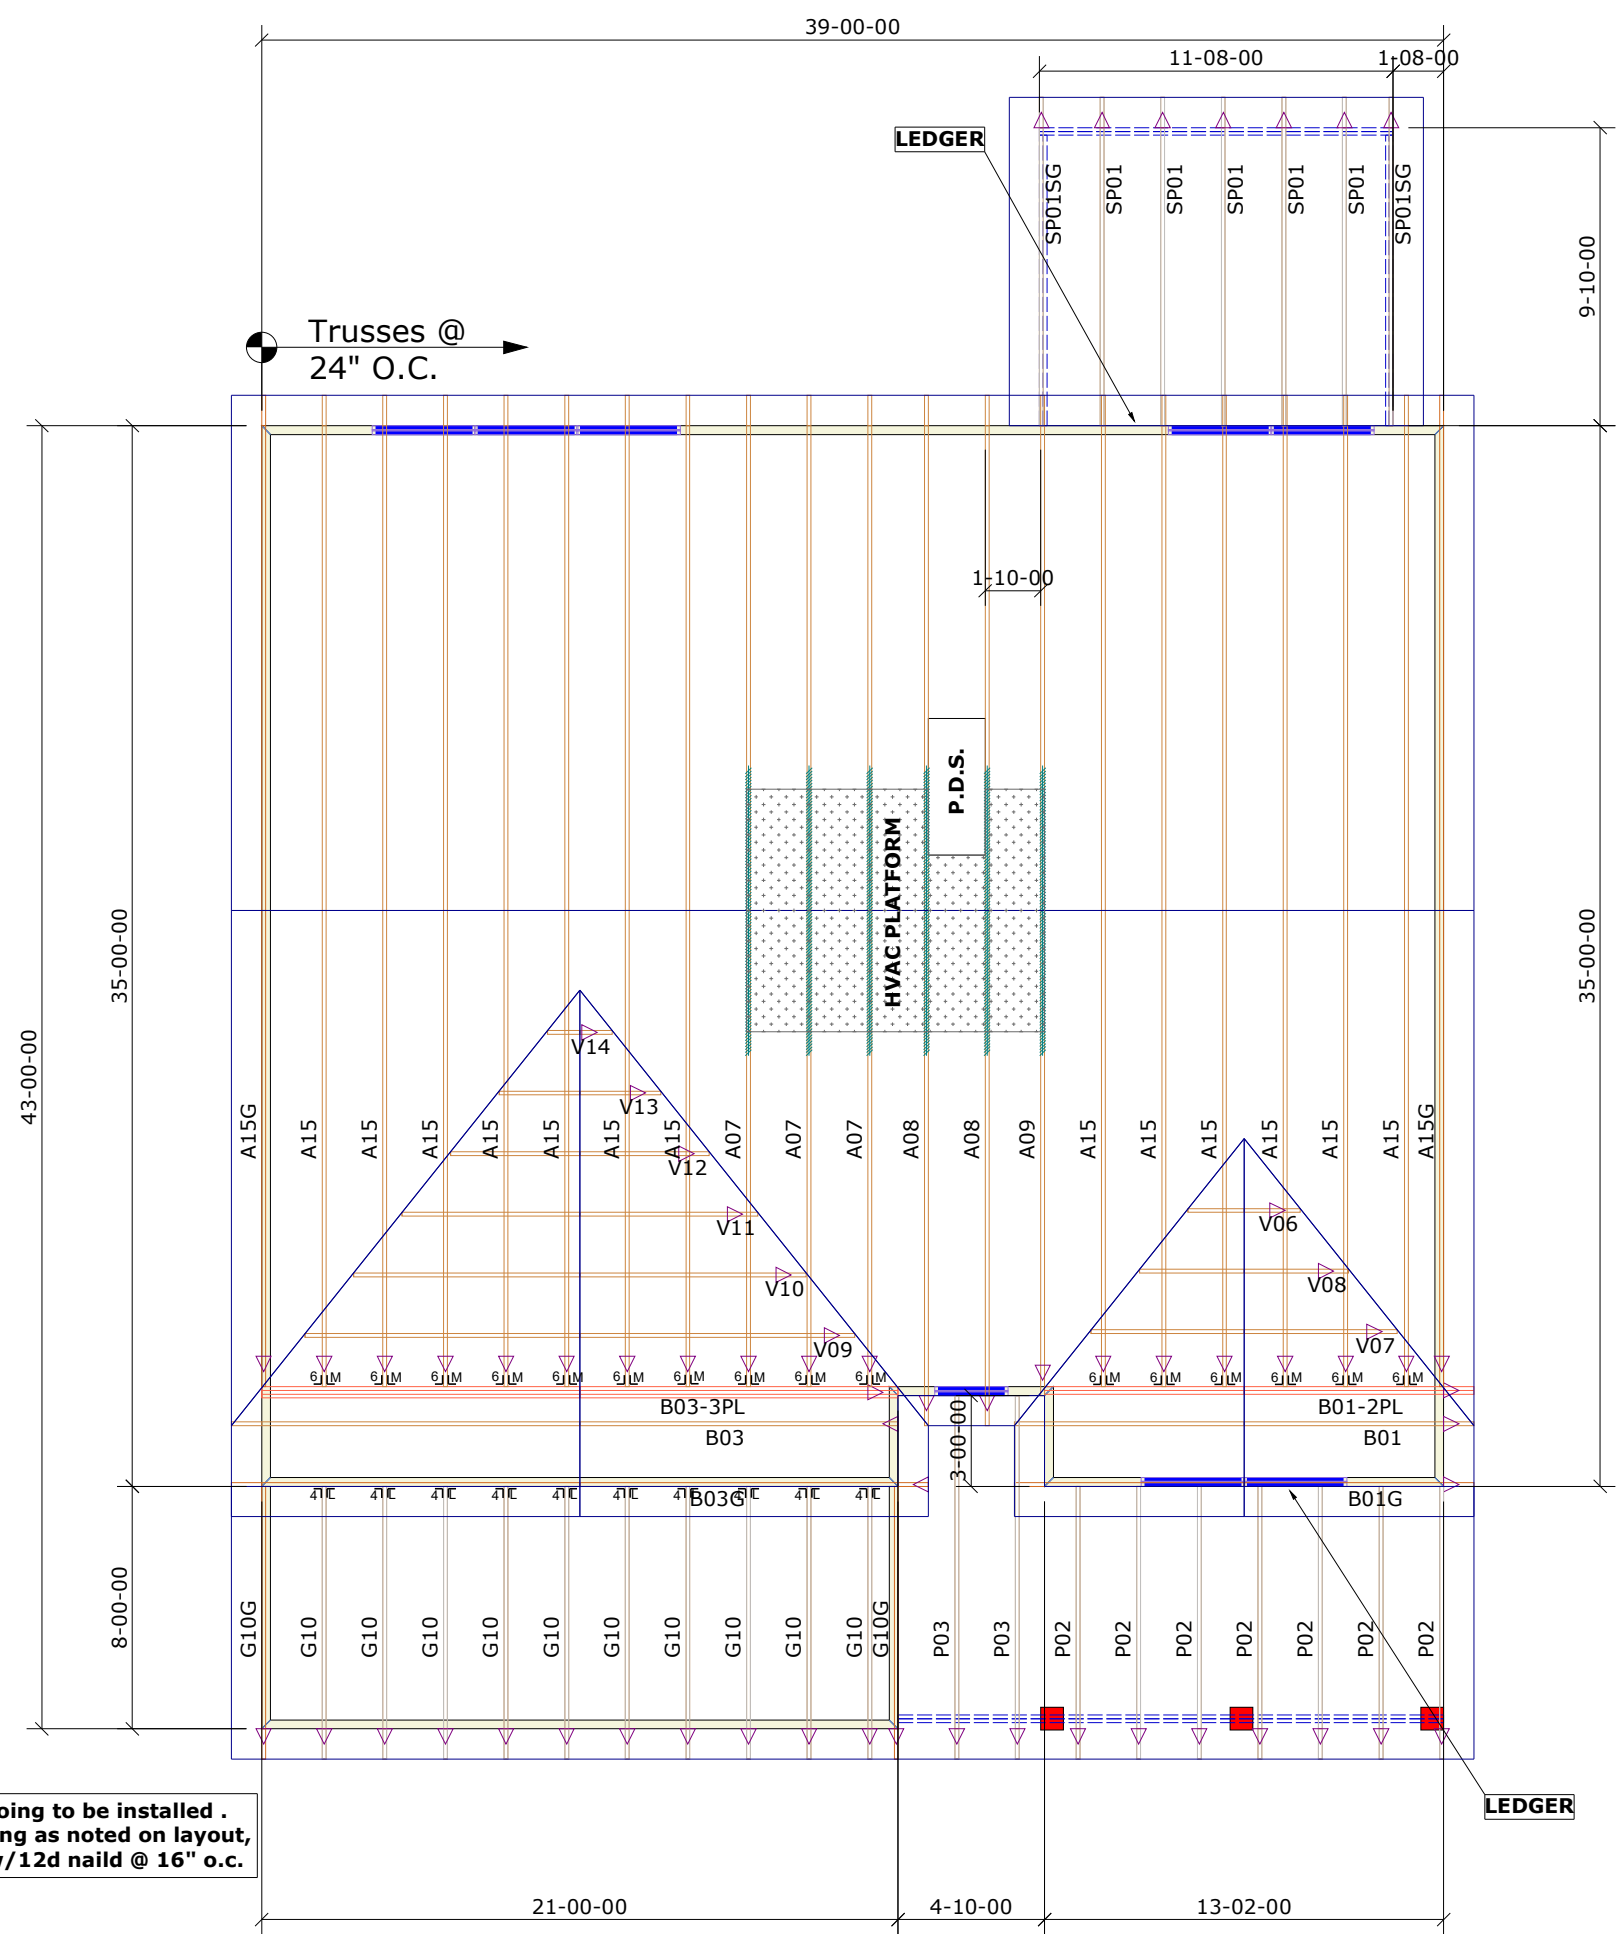 39-00-00
11-08-00
1-08-00
LEDGER
SP01SG
SP01
SP01
SP01
SP01
SP01
SP01SG
9-10-00
Trusses @
24" O.C.
1-10-00
P.D.S.
HVAC PLATFORM
43-00-00
35-00-00
35-00-00
V14
V13
V12
V11
V10
V09
A15G
A15
A15
A15
A15
A15
A15
A15
A07
A07
A07
A08
A08
A09
A15
A15
A15
A15
A15
A15
A15G
V06
V08
V07
B03-3PL
B03
B03G
3-00-00
B01-2PL
B01
B01G
8-00-00
G10G
G10
G10
G10
G10
G10
G10
G10
G10
G10
G10
G10G
P03
P03
P02
P02
P02
P02
P02
P02
P02
LEDGER
oing to be installed .
ng as noted on layout,
/12d naild @ 16" o.c.
21-00-00
4-10-00
13-02-00